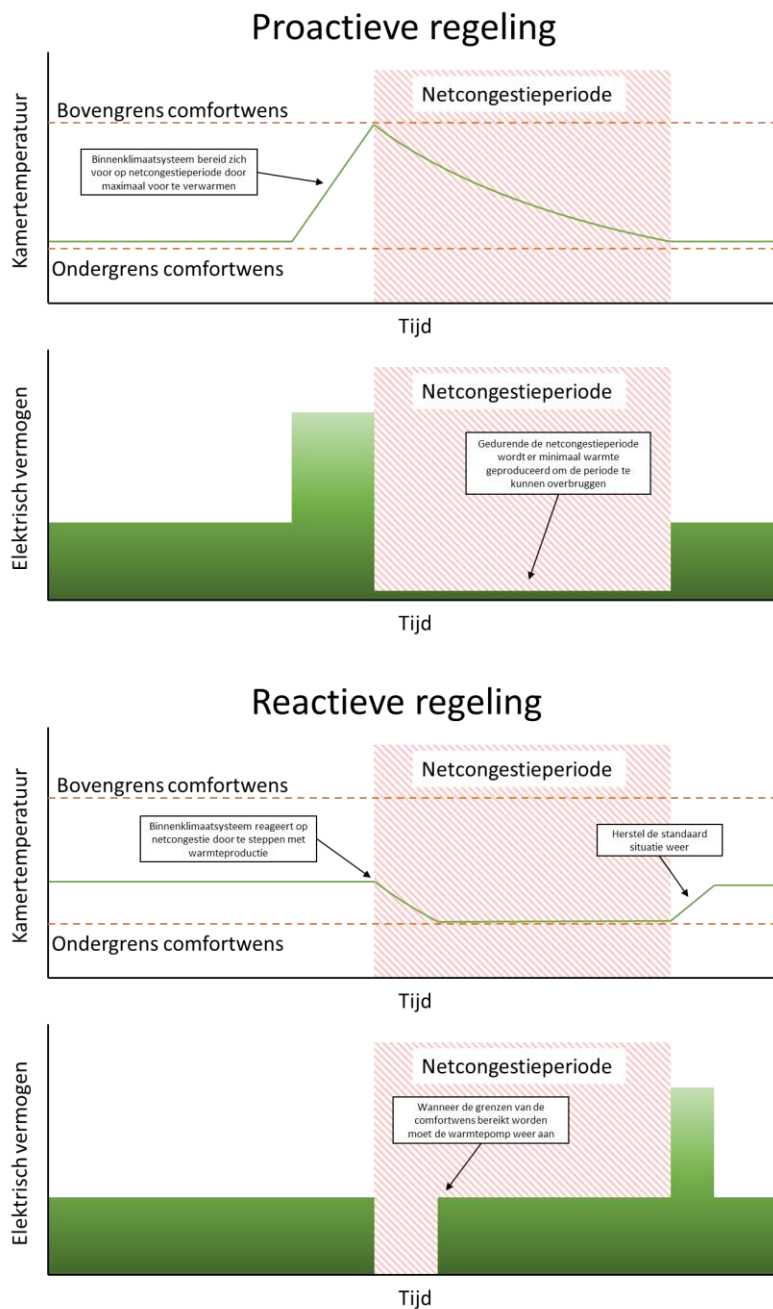 Proactieve regeling
Netcongestieperiode
Bovengrens comfortwens
Binnenklimaatsysteem bereid zich
voor op netcongestieperiode door
maximaal voor te verwarmen
Kamertemperatuur
Ondergrens comfortwens
Tijd
Netcongestieperiode
Elektrisch vermogen
Gedurende de netcongestieperiode
wordt er minimaal warmte
geproduceerd om de periode te
kunnen overbruggen
Tijd
Reactieve regeling
Netcongestieperiode
Bovengrens comfortwens
Binnenklimaatsysteem reageert op
netcongestie door te steppen met
warmteproductie
Herstel de standaard
situatie weer
Kamertemperatuur
Ondergrens comfortwens
Tijd
Netcongestieperiode
Elektrisch vermogen
Wanneer de grenzen van de
comfortwens bereikt worden
moet de warmtepomp weer aan
Tijd